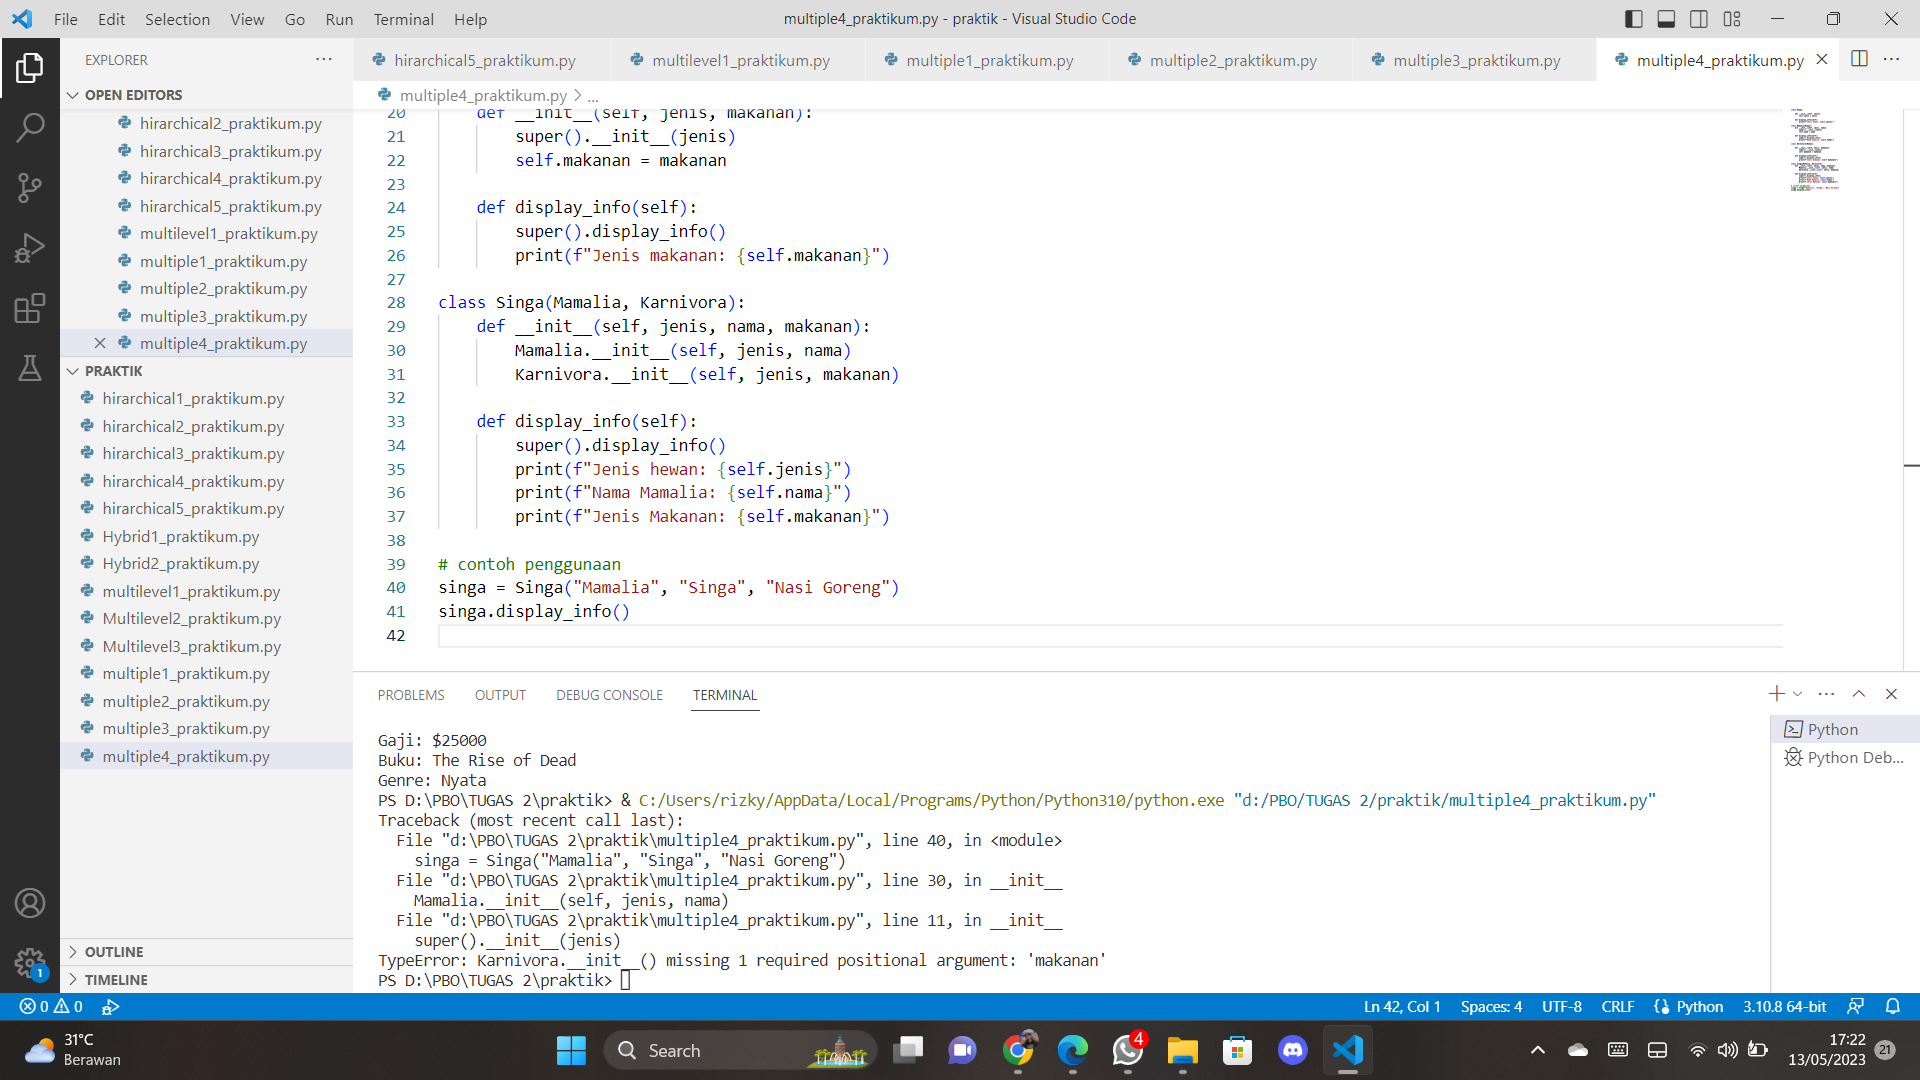 File Edit Selection View Go Run Terminal Help
multiple4_praktikum.py - praktik - Visual Studio Code
EXPLORER
OPEN EDITORS
hirarchical2_praktikum.py
hirarchical3_praktikum.py
hirarchical4_praktikum.py
hirarchical5_praktikum.py
multilevel1_praktikum.py
multiple1_praktikum.py
multiple2_praktikum.py
multiple3_praktikum.py
multiple4_praktikum.py
PRAKTIK
hirarchical1_praktikum.py
hirarchical2_praktikum.py
hirarchical3_praktikum.py
hirarchical4_praktikum.py
hirarchical5_praktikum.py
Hybrid1_praktikum.py
Hybrid2_praktikum.py
multilevel1_praktikum.py
Multilevel2_praktikum.py
Multilevel3_praktikum.py
multiple1_praktikum.py
multiple2_praktikum.py
multiple3_praktikum.py
multiple4_praktikum.py
OUTLINE
TIMELINE
hirarchical5_praktikum.py multilevel1_praktikum.py multiple1_praktikum.py multiple2_praktikum.py multiple3_praktikum.py multiple4_praktikum.py
multiple4_praktikum.py > ...
20 def __init__(self, jenis, makanan):
21 super().__init__(jenis)
22 self.makanan = makanan
23
24 def display_info(self):
25 super().display_info()
26 print(f"Jenis makanan: {self.makanan}")
27
28 class Singa(Mamalia, Karnivora):
29 def __init__(self, jenis, nama, makanan):
30 Mamalia.__init__(self, jenis, nama)
31 Karnivora.__init__(self, jenis, makanan)
32
33 def display_info(self):
34 super().display_info()
35 print(f"Jenis hewan: {self.jenis}")
36 print(f"Nama Mamalia: {self.nama}")
37 print(f"Jenis Makanan: {self.makanan}")
38
39 # contoh penggunaan
40 singa = Singa("Mamalia", "Singa", "Nasi Goreng")
41 singa.display_info()
42
PROBLEMS OUTPUT DEBUG CONSOLE TERMINAL
Gaji: $25000
Buku: The Rise of Dead
Genre: Nyata
PS D:\PBO\TUGAS 2\praktik> & C:/Users/rizky/AppData/Local/Programs/Python/Python310/python.exe "d:/PBO/TUGAS 2/praktik/multiple4_praktikum.py"
Traceback (most recent call last):
File "d:\PBO\TUGAS 2\praktik\multiple4_praktikum.py", line 40, in <module>
singa = Singa("Mamalia", "Singa", "Nasi Goreng")
File "d:\PBO\TUGAS 2\praktik\multiple4_praktikum.py", line 30, in __init__
Mamalia.__init__(self, jenis, nama)
File "d:\PBO\TUGAS 2\praktik\multiple4_praktikum.py", line 11, in __init__
super().__init__(jenis)
TypeError: Karnivora.__init__() missing 1 required positional argument: 'makanan'
PS D:\PBO\TUGAS 2\praktik>
Python
Python Deb...
1
0 0
Ln 42, Col 1 Spaces: 4 UTF-8 CRLF Python 3.10.8 64-bit
31°C
Berawan
Search
4
17:22
13/05/2023
21